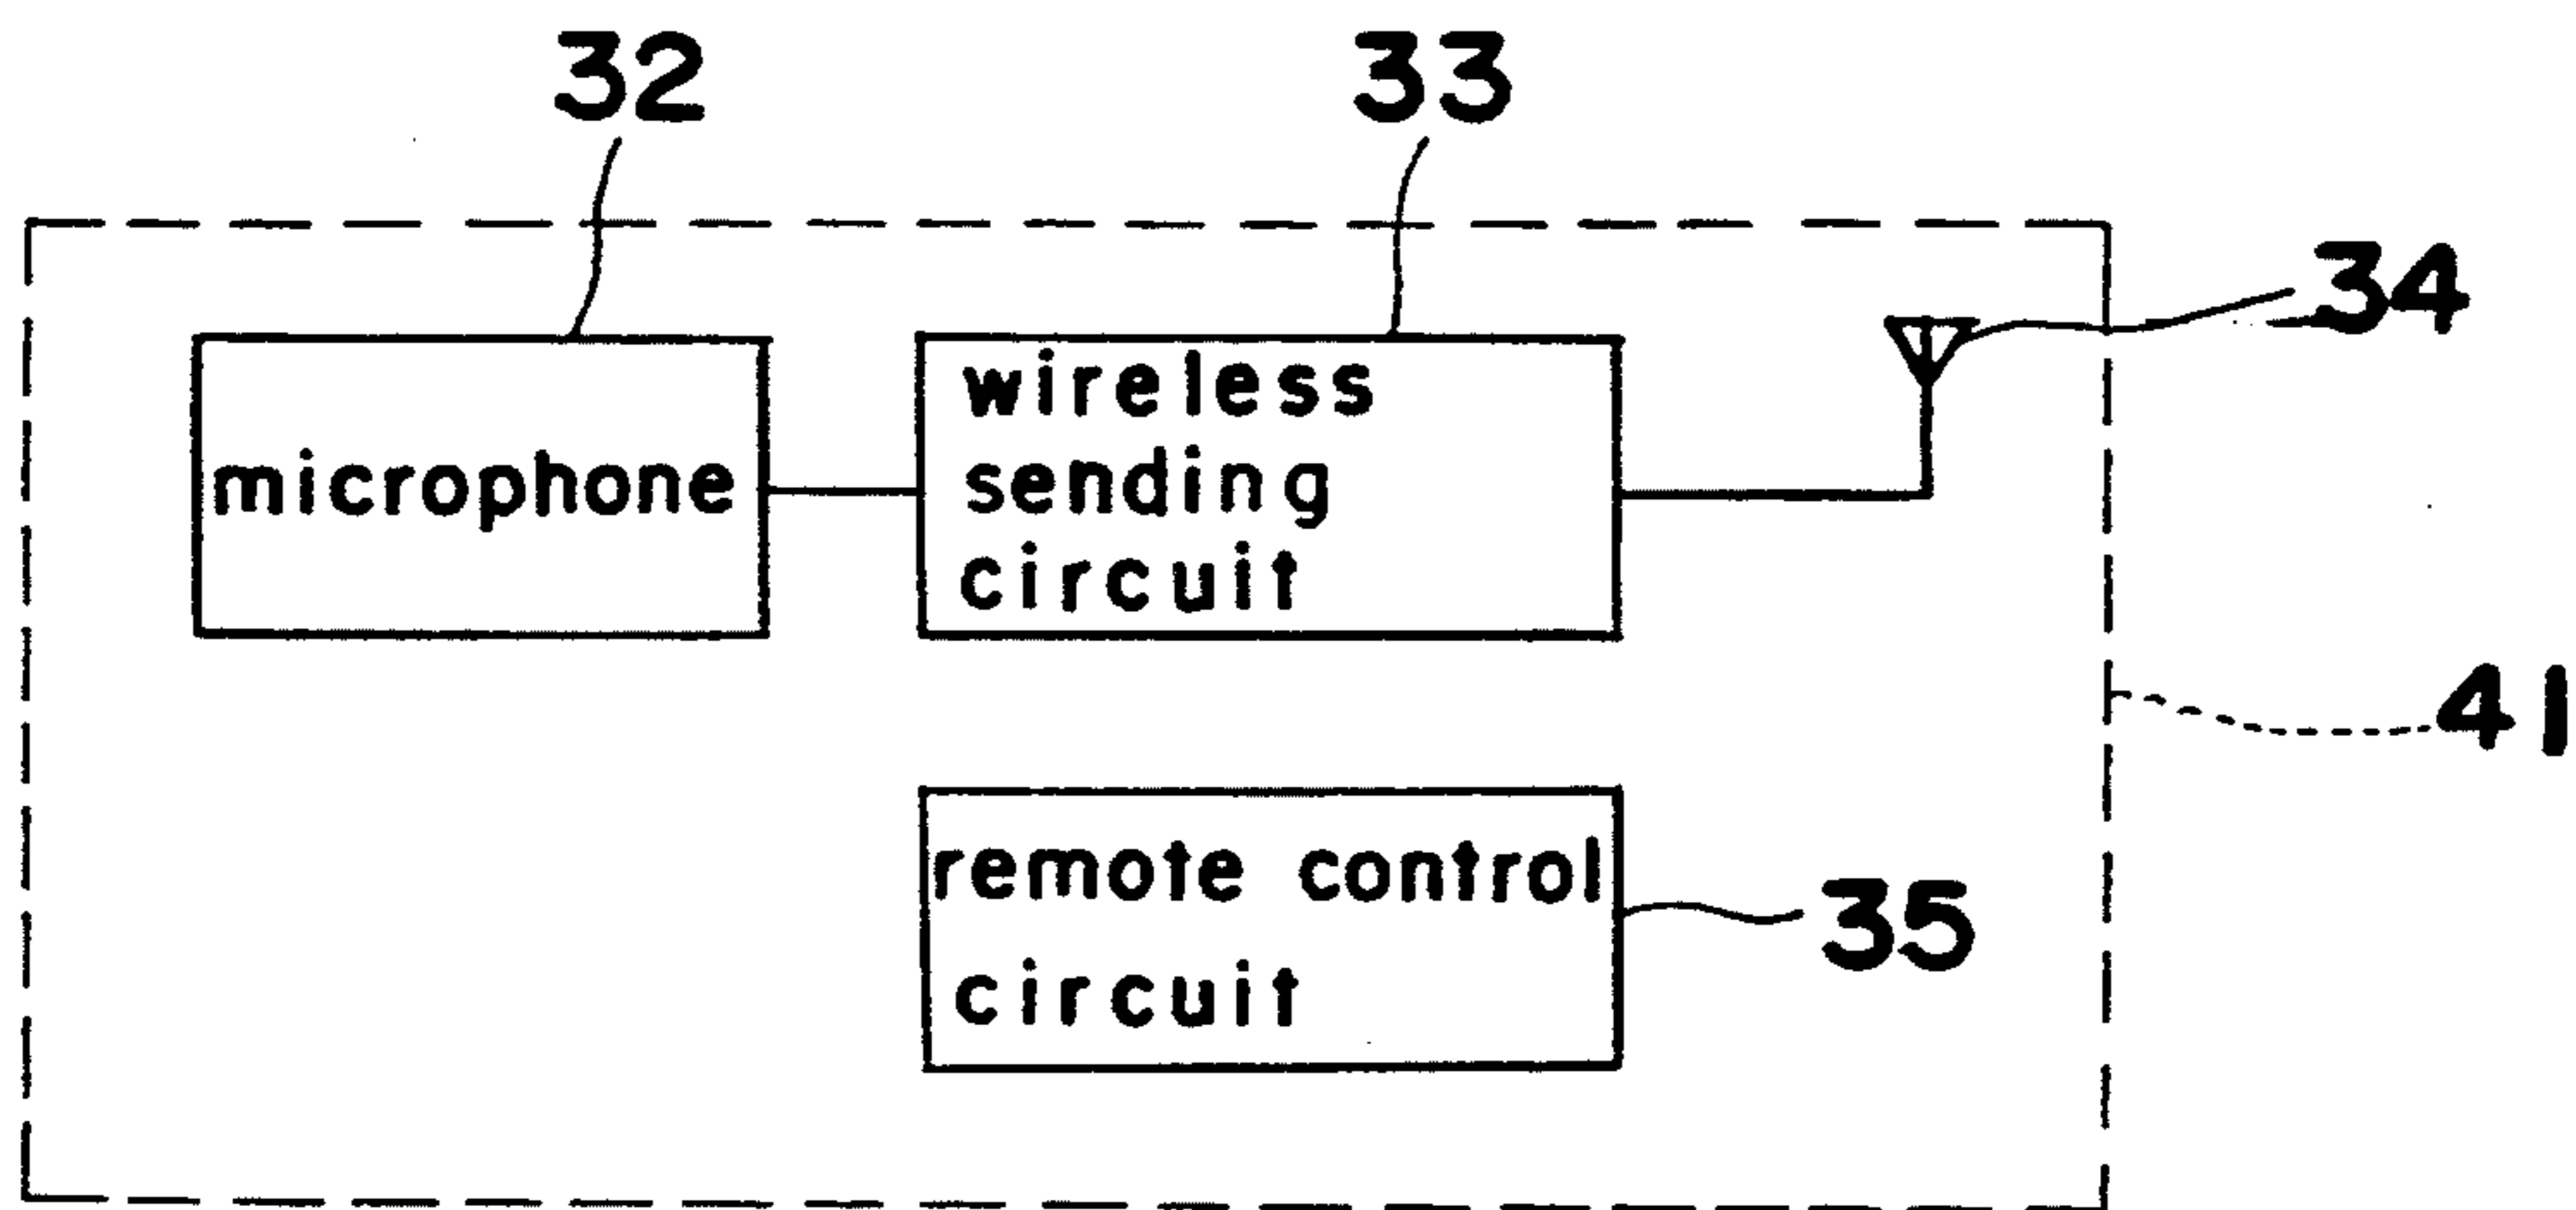 32
33
34
microphone
wireless
sending
circuit
41
remote control
circuit
35